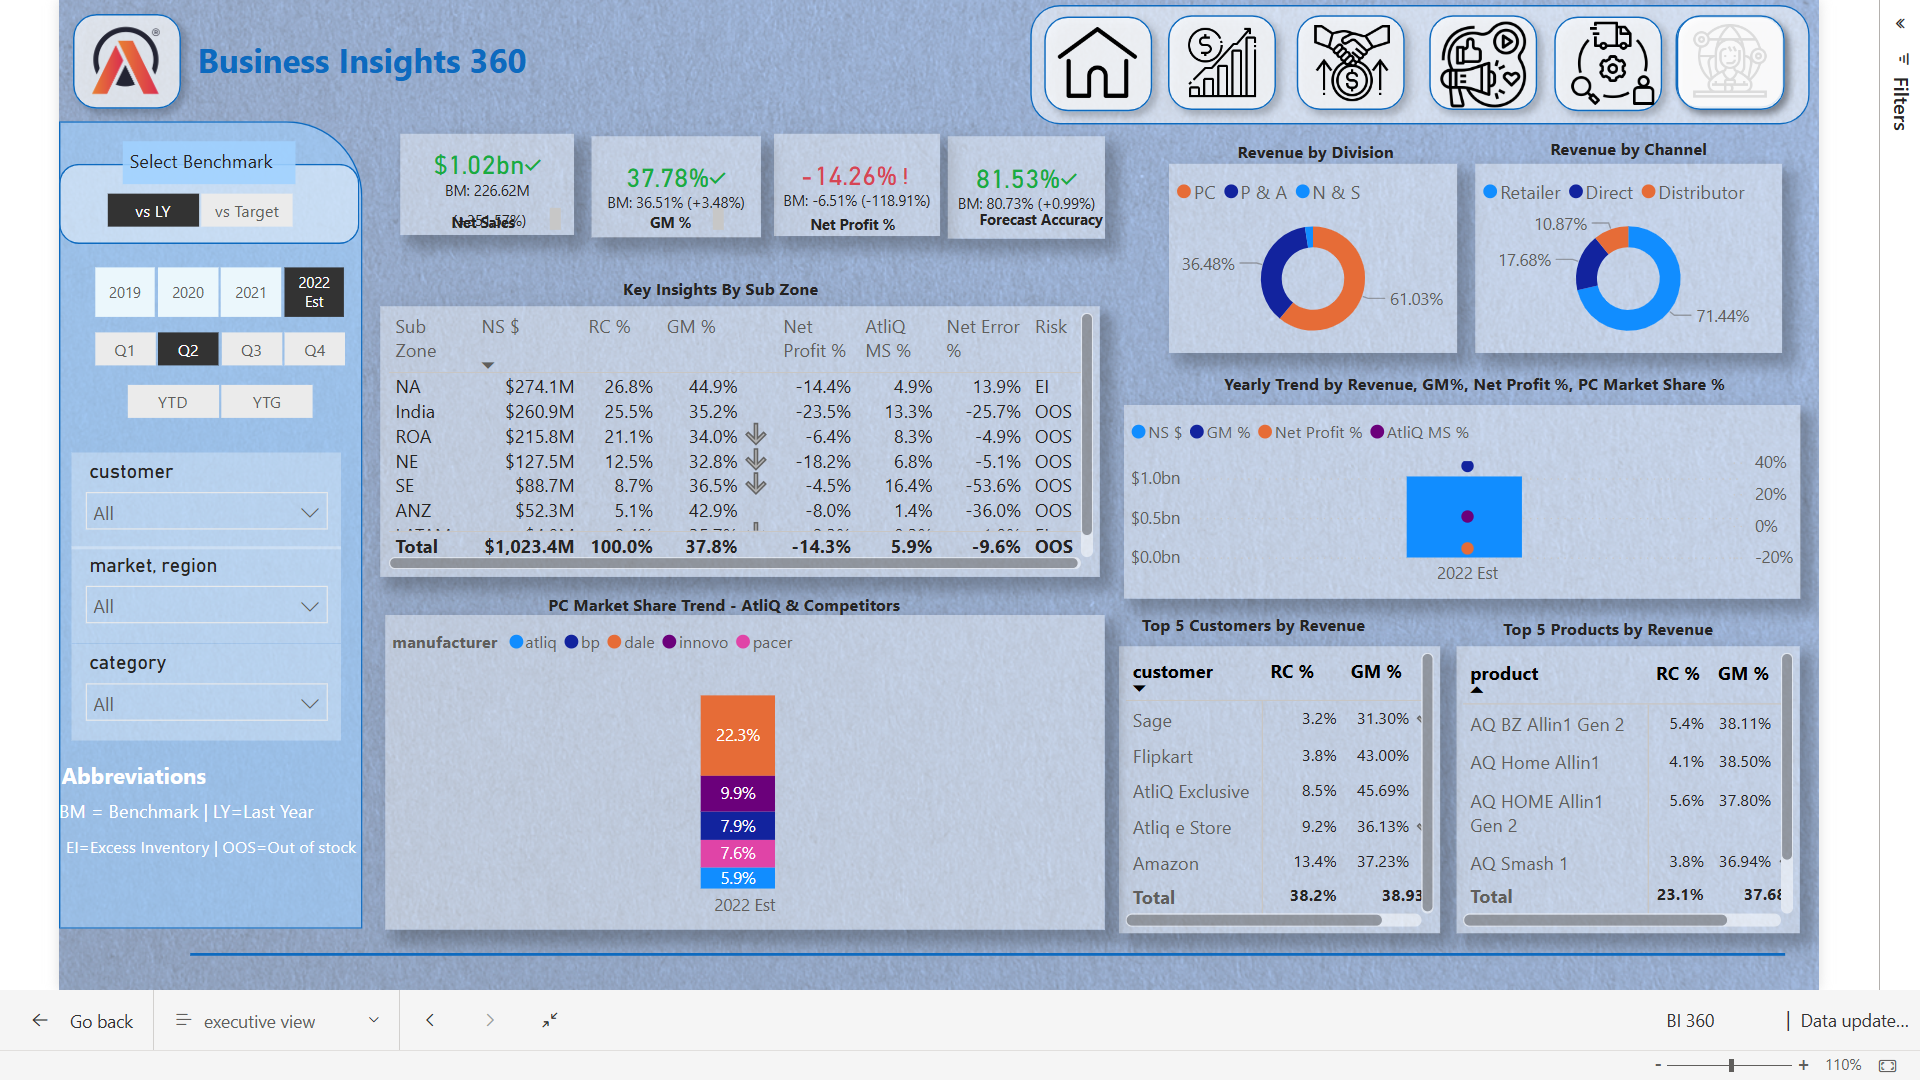 Business Insights 360
®
Select Benchmark
vs LY
vs Target
2019
2020
2021
2022
Est
Q1
Q2
Q3
Q4
YTD
YTG
customer
All
market, region
All
category
All
Abbreviations
BM = Benchmark | LY=Last Year
EI=Excess Inventory | OOS=Out of stock
$1.02bn✓
BM: 226.62M
Net Sales
37.78%✓
BM: 36.51% (+3.48%)
GM %
-14.26% !
BM: -6.51% (-118.91%)
Net Profit %
81.53%✓
BM: 80.73% (+0.99%)
Forecast Accuracy
Key Insights By Sub Zone
Sub Zone NS $ RC % GM % Net Profit % AtliQ MS % Net Error % Risk
NA $274.1M 26.8% 44.9% -14.4% 4.9% 13.9% EI
India $260.9M 25.5% 35.2% -23.5% 13.3% -25.7% OOS
ROA $215.8M 21.1% 34.0% -6.4% 8.3% -4.9% OOS
NE $127.5M 12.5% 32.8% -18.2% 6.8% -5.1% OOS
SE $88.7M 8.7% 36.5% -4.5% 16.4% -53.6% OOS
ANZ $52.3M 5.1% 42.9% -8.0% 1.4% -36.0% OOS
Total $1,023.4M 100.0% 37.8% -14.3% 5.9% -9.6% OOS
PC Market Share Trend - AtliQ & Competitors
manufacturer atliq bp dale innovo pacer
22.3%
9.9%
7.9%
7.6%
5.9%
2022 Est
Revenue by Division
PC P & A N & S
36.48%
61.03%
Revenue by Channel
Retailer Direct Distributor
10.87%
17.68%
71.44%
Yearly Trend by Revenue, GM%, Net Profit %, PC Market Share %
NS $ GM % Net Profit % AtliQ MS %
$1.0bn
$0.5bn
$0.0bn
40%
20%
0%
-20%
2022 Est
Top 5 Customers by Revenue
customer RC % GM %
Sage 3.2% 31.30%
Flipkart 3.8% 43.00%
AtliQ Exclusive 8.5% 45.69%
Atliq e Store 9.2% 36.13%
Amazon 13.4% 37.23%
Total 38.2% 38.93
Top 5 Products by Revenue
product RC % GM %
AQ BZ Allin1 Gen 2 5.4% 38.11%
AQ Home Allin1 4.1% 38.50%
AQ HOME Allin1 5.6% 37.80%
Gen 2
AQ Smash 1 3.8% 36.94%
Total 23.1% 37.68
Filters
Go back
executive view
BI 360
| Data update...
- + 110%